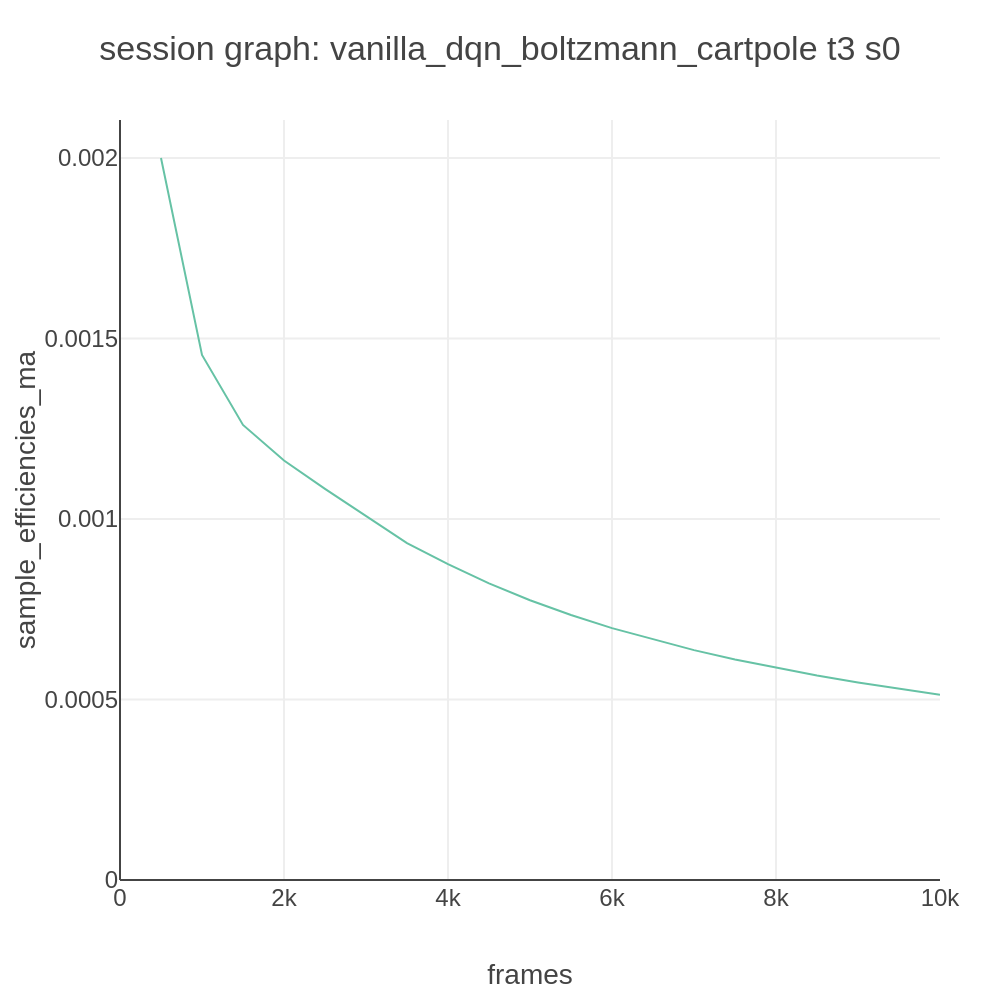 session graph: vanilla_dqn_boltzmann_cartpole t3 s0
sample_efficiencies_ma
0.002
0.0015
0.001
0.0005
0
0 2k 4k 6k 8k 10k
frames